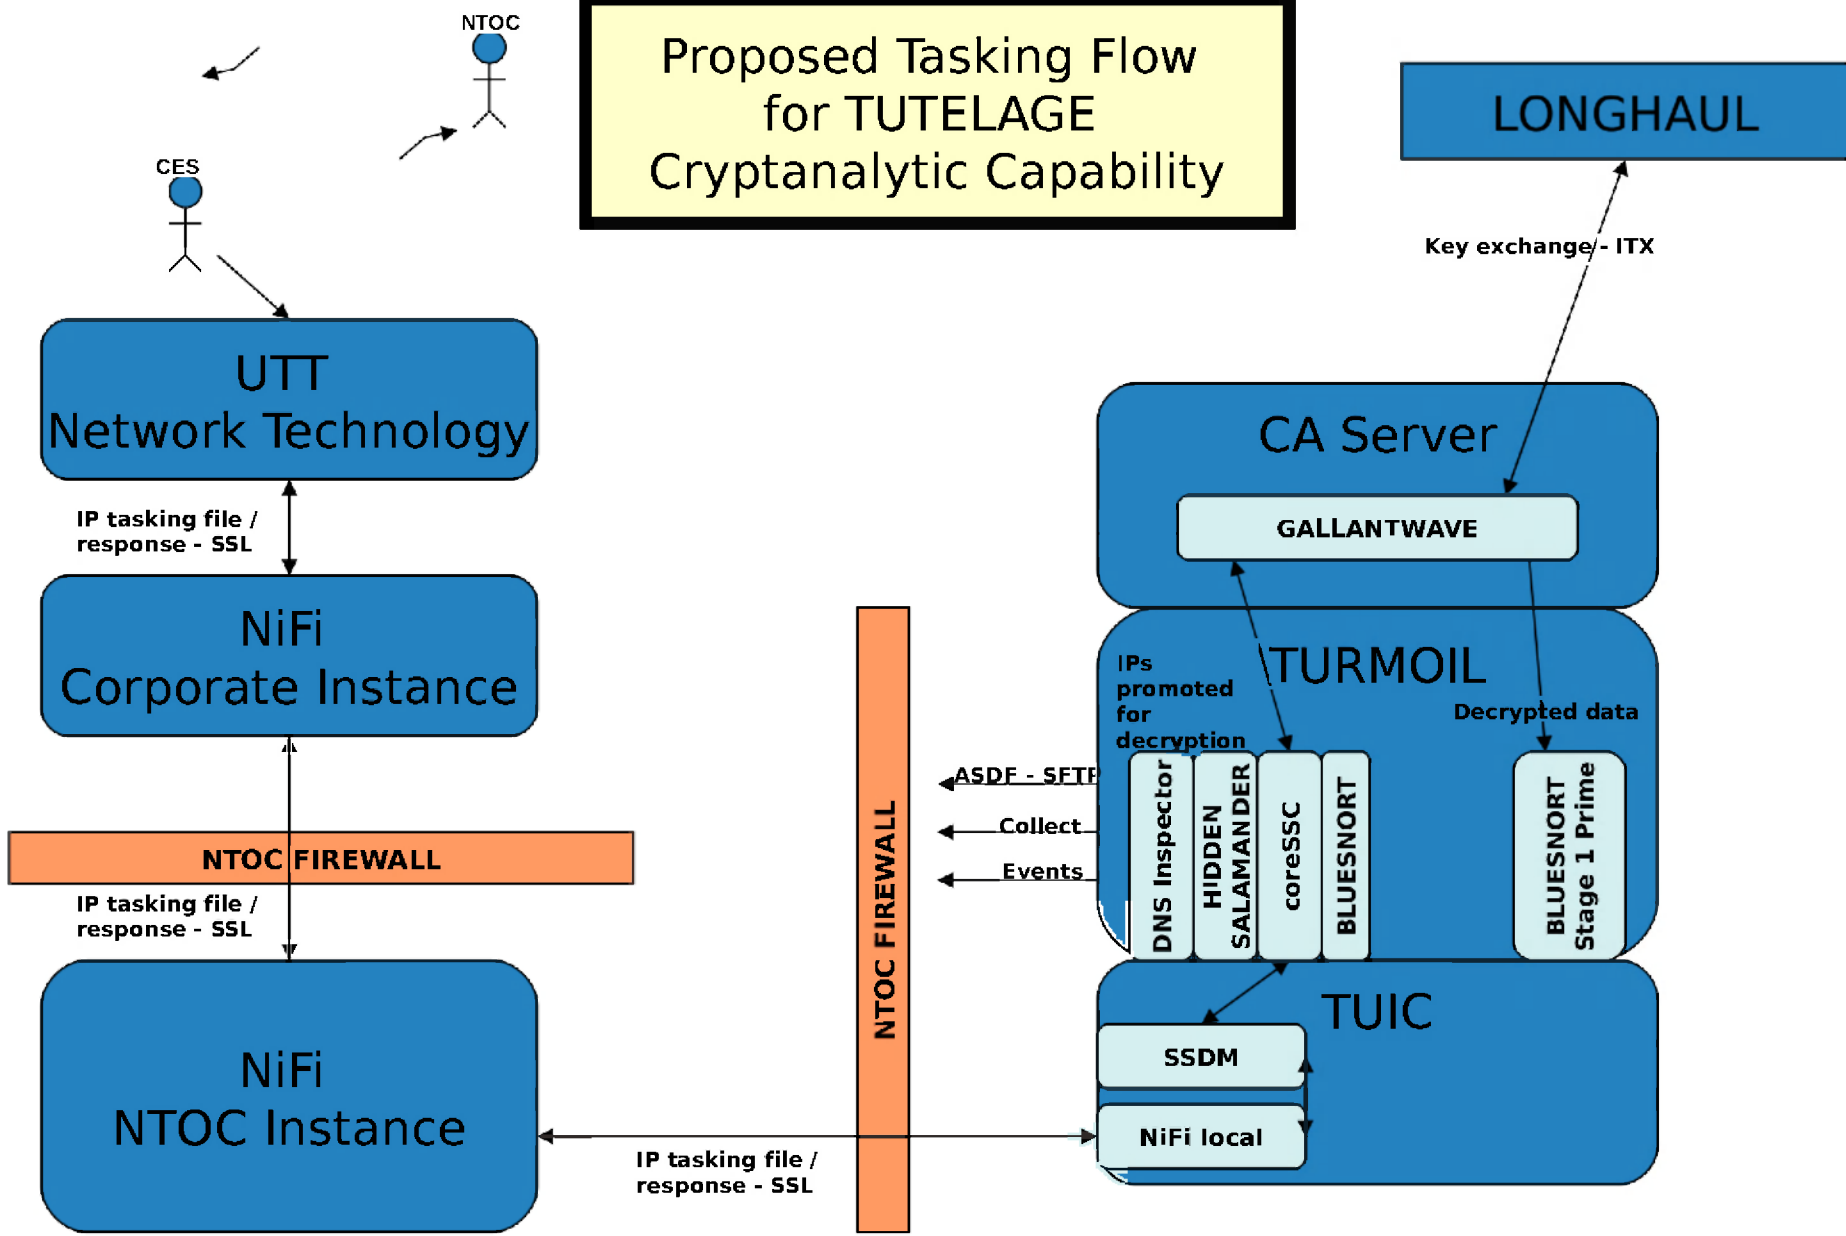 NTOC
Proposed Tasking Flow
for TUTELAGE
Cryptanalytic Capability
LONGHAUL
CES
Key exchange - ITX
UTT
Network Technology
CA Server
IP tasking file /
response - SSL
GALLANTWAVE
NiFi
Corporate Instance
TURMOIL
IPs
promoted
for
decryption
Decrypted data
ASDF - SFTP
Collect
Events
DNS Inspector
HIDDEN
SALAMANDER
coreSSC
BLUESNORT
BLUESNORT
Stage 1 Prime
NTOC FIREWALL
NTOC FIREWALL
IP tasking file /
response - SSL
TUIC
NiFi
NTOC Instance
SSDM
NiFi local
IP tasking file /
response - SSL